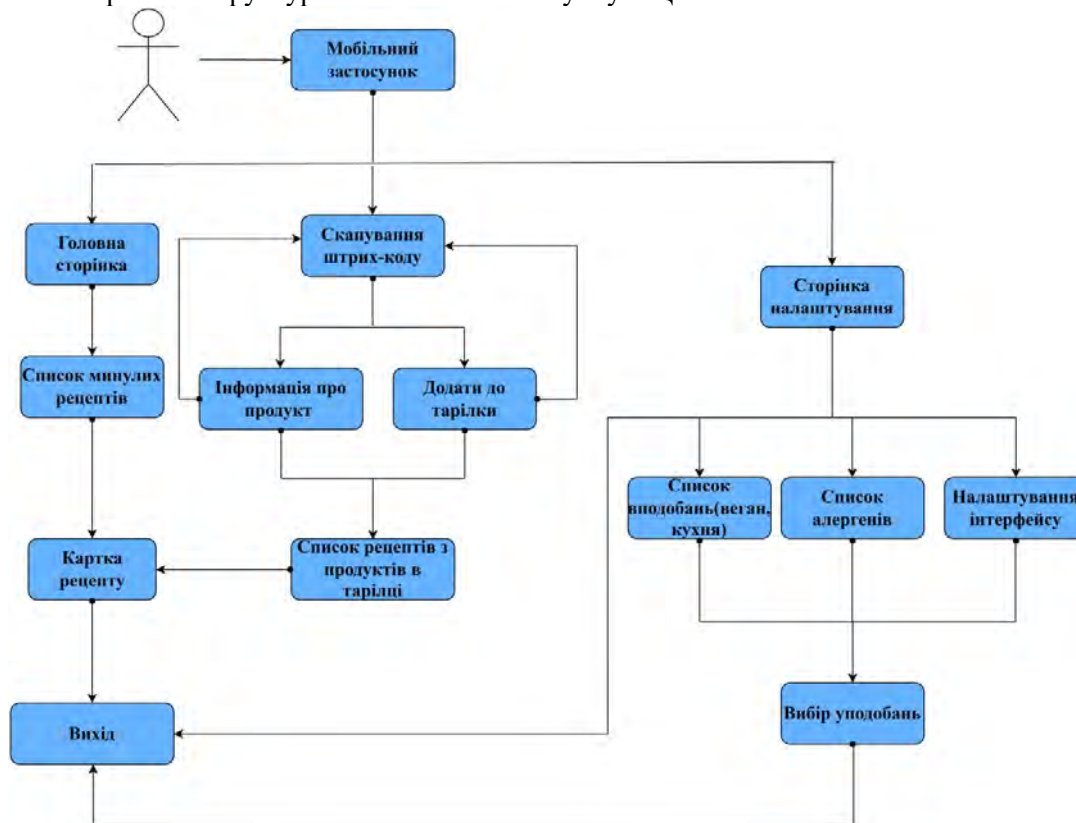 Мобільний
застосунок
Головна
сторінка
Сканування
штрих-коду
Сторінка
налаштування
Список минулих
рецептів
Інформація про
продукт
Додати до
тарілки
Список
вподобань(веган,
кухня)
Список
алергенів
Налаштування
інтерфейсу
Картка
рецепту
Список рецептів з
продуктів в
тарілці
Вихід
Вибір уподобань